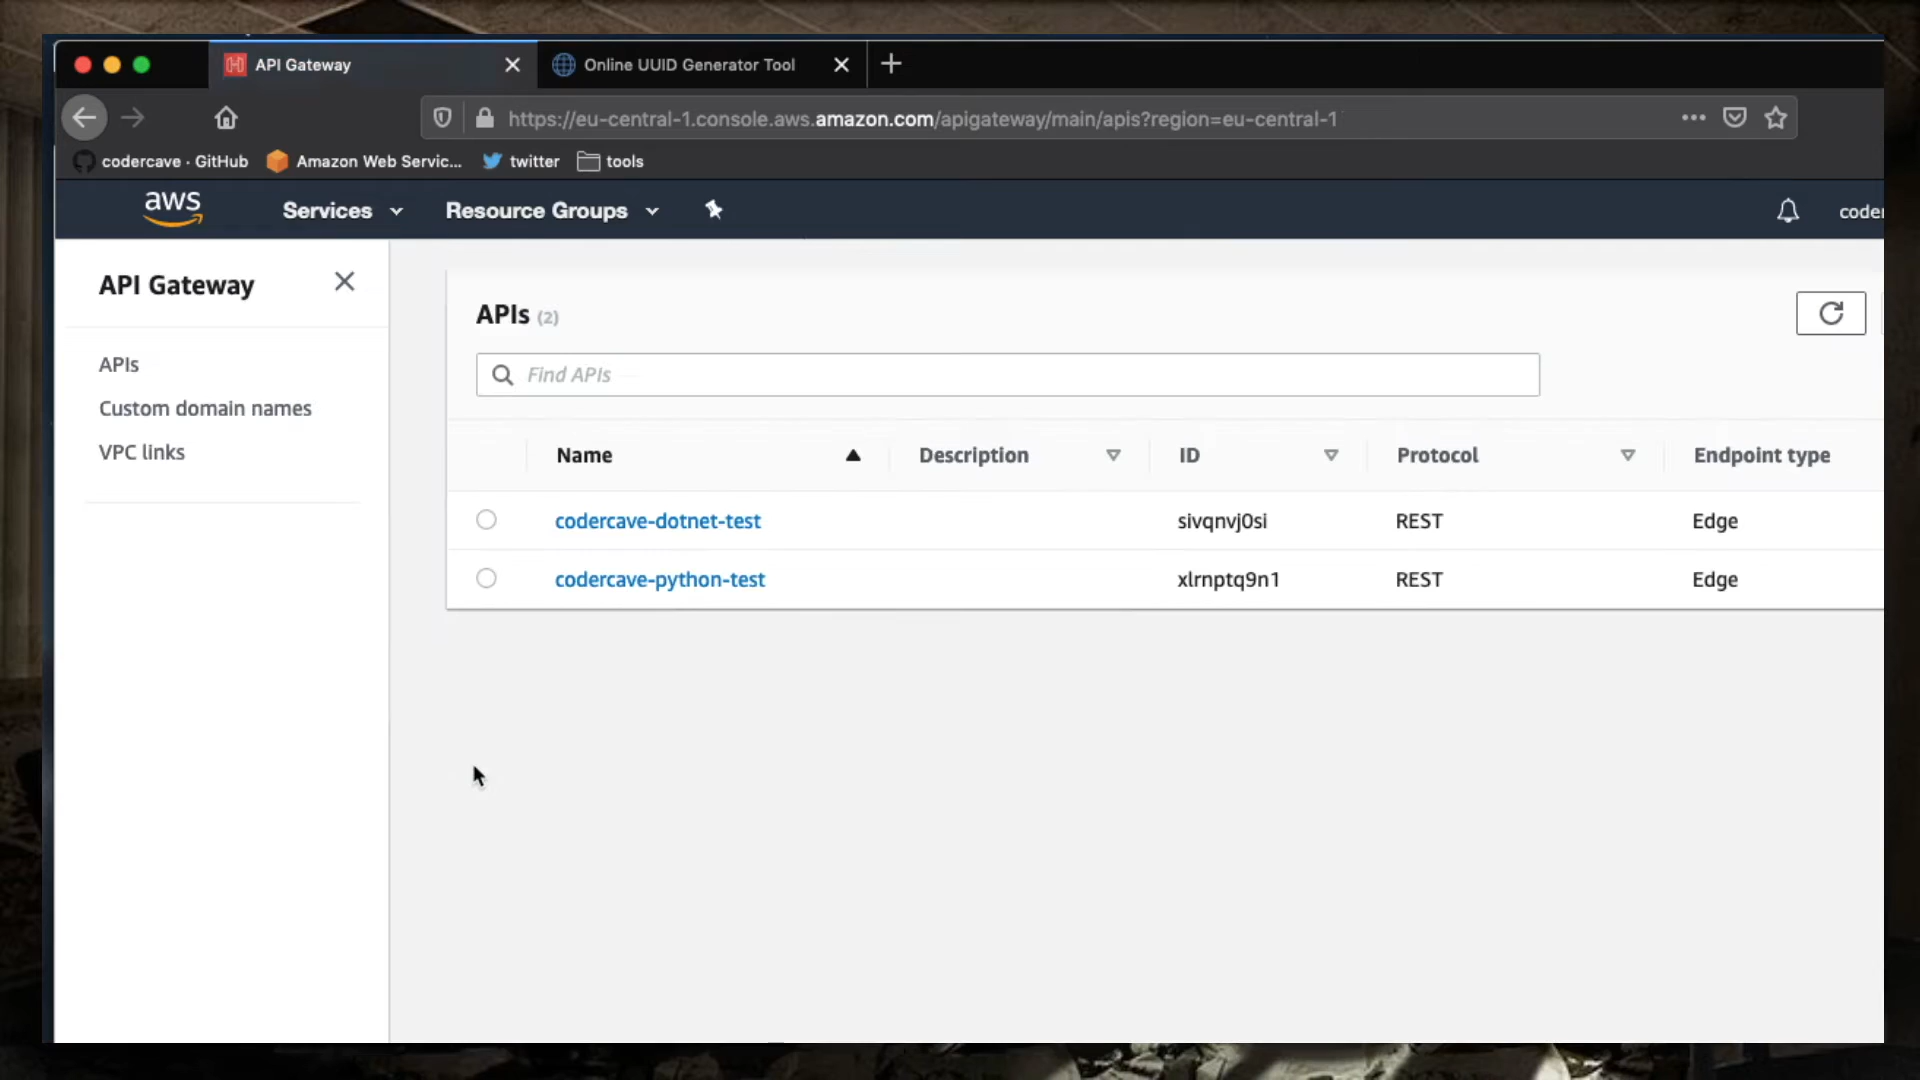 API Gateway
Online UUID Generator Tool
https://eu-central-1.console.aws.amazon.com/apigateway/main/apis?region=eu-central-1
codercave · GitHub
Amazon Web Servic...
twitter
tools
aws
Services
Resource Groups
coder
API Gateway
APIs
Custom domain names
VPC links
APIs (2)
Find APIs
Name Description ID Protocol Endpoint type
codercave-dotnet-test sivqnvj0si REST Edge
codercave-python-test xlrnptq9n1 REST Edge